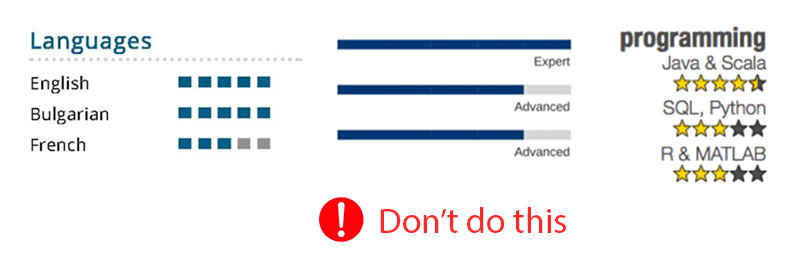 Languages
English
Bulgarian
French
Expert
Advanced
Advanced
programming
Java & Scala
SQL, Python
R & MATLAB
! Don't do this